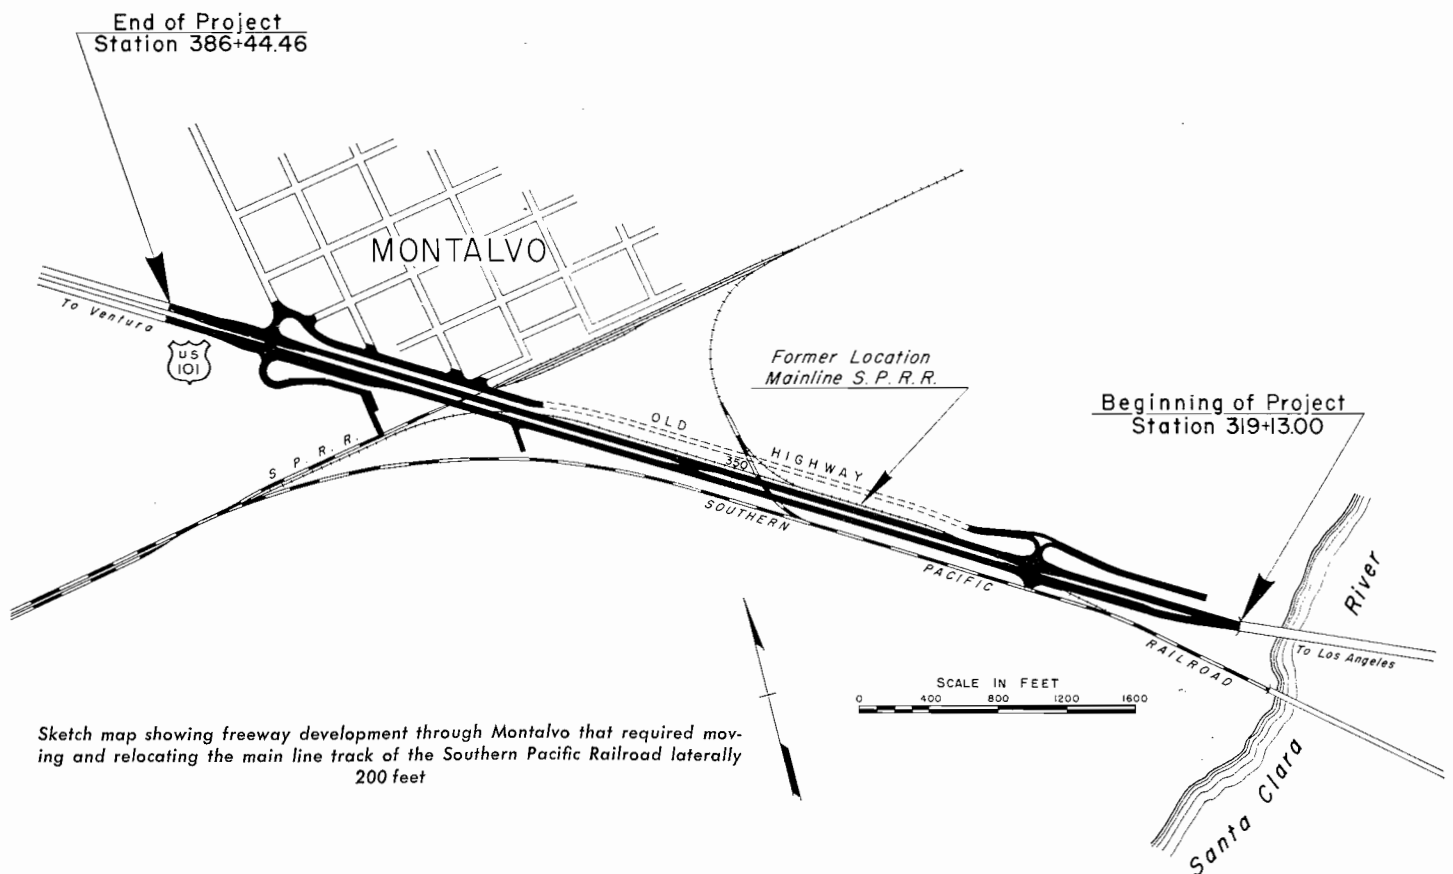 End of Project
Station 386+44.46
MONTALVO
To Ventura
US
101
Former Location
Mainline S. P. R. R.
Beginning of Project
Station 319+13.00
OLD HIGHWAY
350
S. P. R. R.
SOUTHERN PACIFIC RAILROAD
River
To Los Angeles
SCALE IN FEET
0 400 800 1200 1600
Santa Clara
Sketch map showing freeway development through Montalvo that required mov-
ing and relocating the main line track of the Southern Pacific Railroad laterally
200 feet